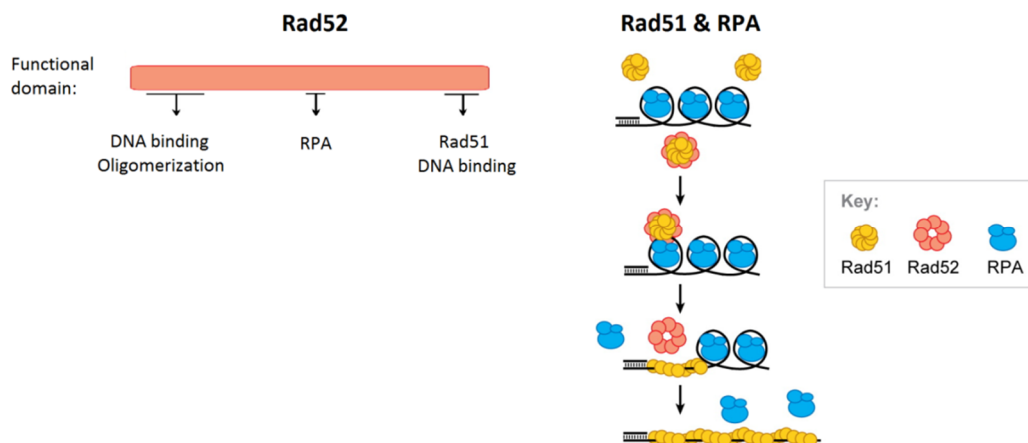 Rad52
Functional
domain:
DNA binding
Oligomerization
RPA
Rad51
DNA binding
Rad51 & RPA
Key:
Rad51
Rad52
RPA